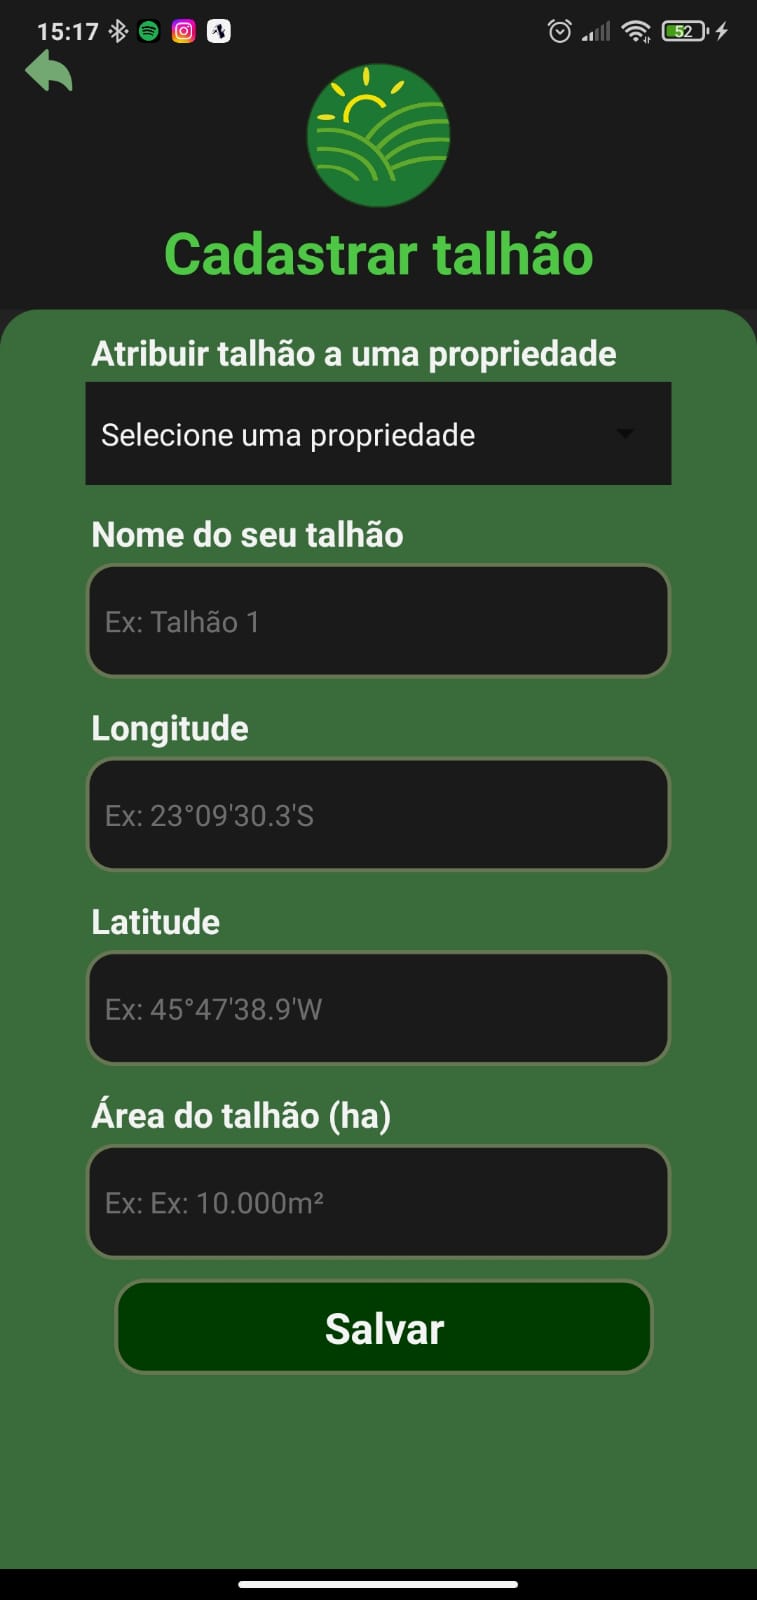 15:17
52
Cadastrar talhão
Atribuir talhão a uma propriedade
Selecione uma propriedade
Nome do seu talhão
Ex: Talhão 1
Longitude
Ex: 23°09'30.3'S
Latitude
Ex: 45°47'38.9'W
Área do talhão (ha)
Ex: Ex: 10.000m²
Salvar